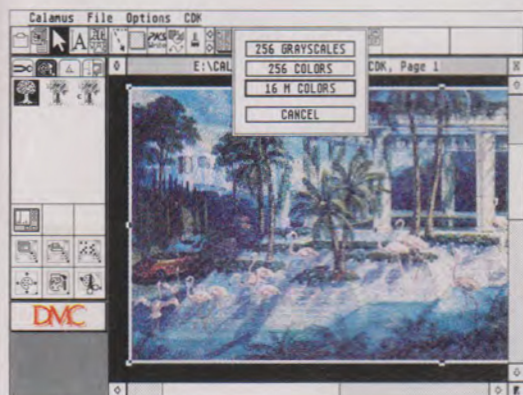 Calamus File Options CDK
256 GRAYSCALES
E:\CAL CDK, Page 1
256 COLORS
16 M COLORS
CANCEL
DMC